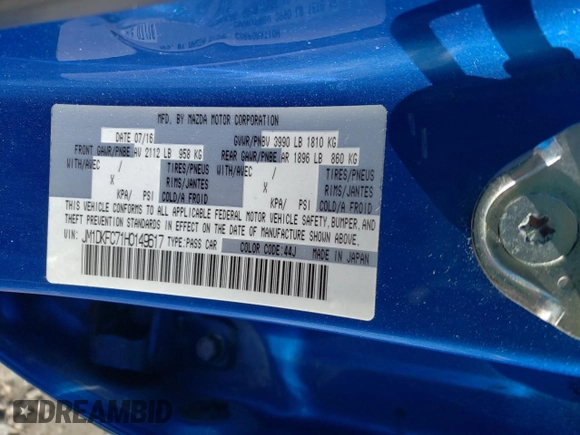 MFD. BY MAZDA MOTOR CORPORATION
DATE 07/16 GVWR/PNBV 3990 LB 1810 KG
FRONT GAWR/PNBE AV 2112 LB 958 KG REAR GAWR/PNBE AR 1896 LB 860 KG
WITH/AVEC / TIRES/PNEUS WITH/AVEC / TIRES/PNEUS
X RIMS/JANTES X RIMS/JANTES
KPA/ PSI COLD/A FROID KPA/ PSI COLD/A FROID
THIS VEHICLE CONFORMS TO ALL APPLICABLE FEDERAL MOTOR VEHICLE SAFETY, BUMPER, AND
THEFT PREVENTION STANDARDS IN EFFECT ON THE DATE OF MANUFACTURE SHOWN ABOVE.
VIN: JM1DKFC71H0149617 TYPE:PASS CAR COLOR CODE:44J MADE IN JAPAN
DREAMBID